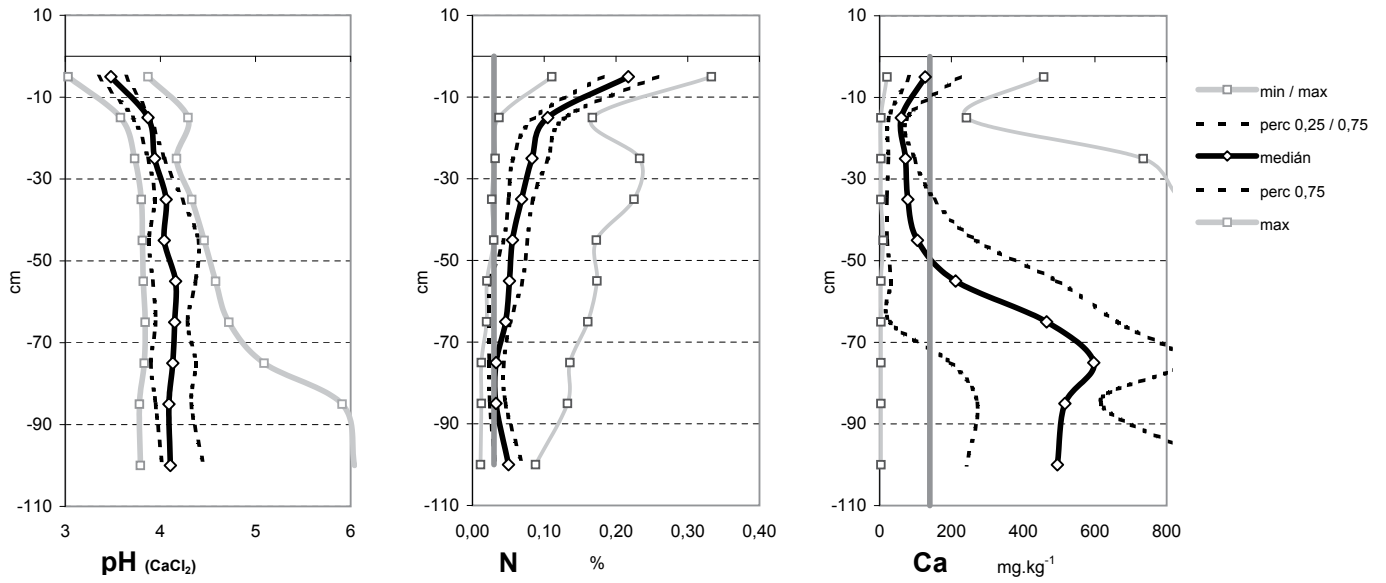 10
-10
-30
-50
-70
-90
-110
cm
3 4 5 6
pH (CaCl₂)
10
-10
-30
-50
-70
-90
-110
cm
0,00 0,10 0,20 0,30 0,40
N %
10
-10
-30
-50
-70
-90
-110
cm
0 200 400 600 800
Ca mg.kg⁻¹
min / max
perc 0,25 / 0,75
medián
perc 0,75
max